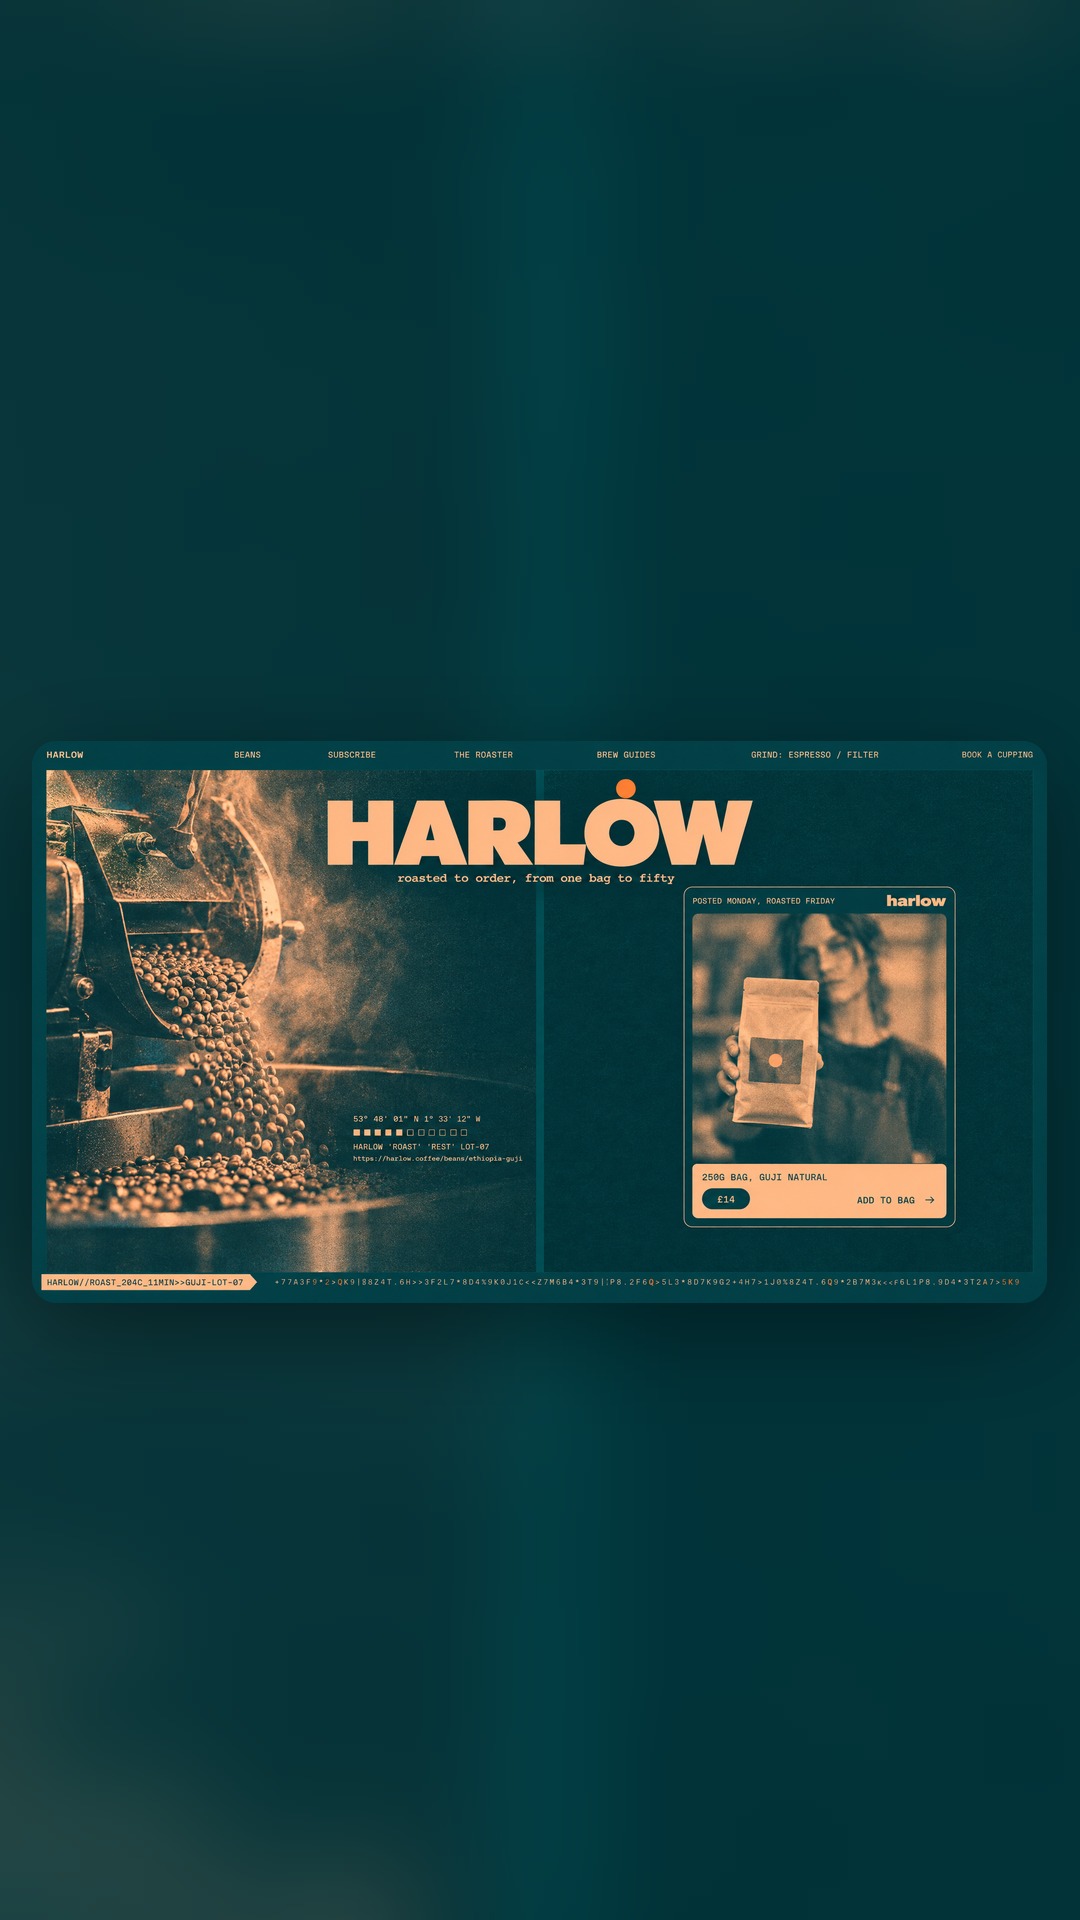 HARLOW
BEANS
SUBSCRIBE
THE ROASTER
BREW GUIDES
GRIND: ESPRESSO / FILTER
BOOK A CUPPING
HARLOW
roasted to order, from one bag to fifty
POSTED MONDAY, ROASTED FRIDAY
harlow
53° 48' 01" N 1° 33' 12" W
HARLOW 'ROAST' 'REST' LOT-07
https://harlow.coffee/beans/ethiopia-guji
250G BAG, GUJI NATURAL
£14
ADD TO BAG →
HARLOW//ROAST_204C_11MIN>>GUJI-LOT-07